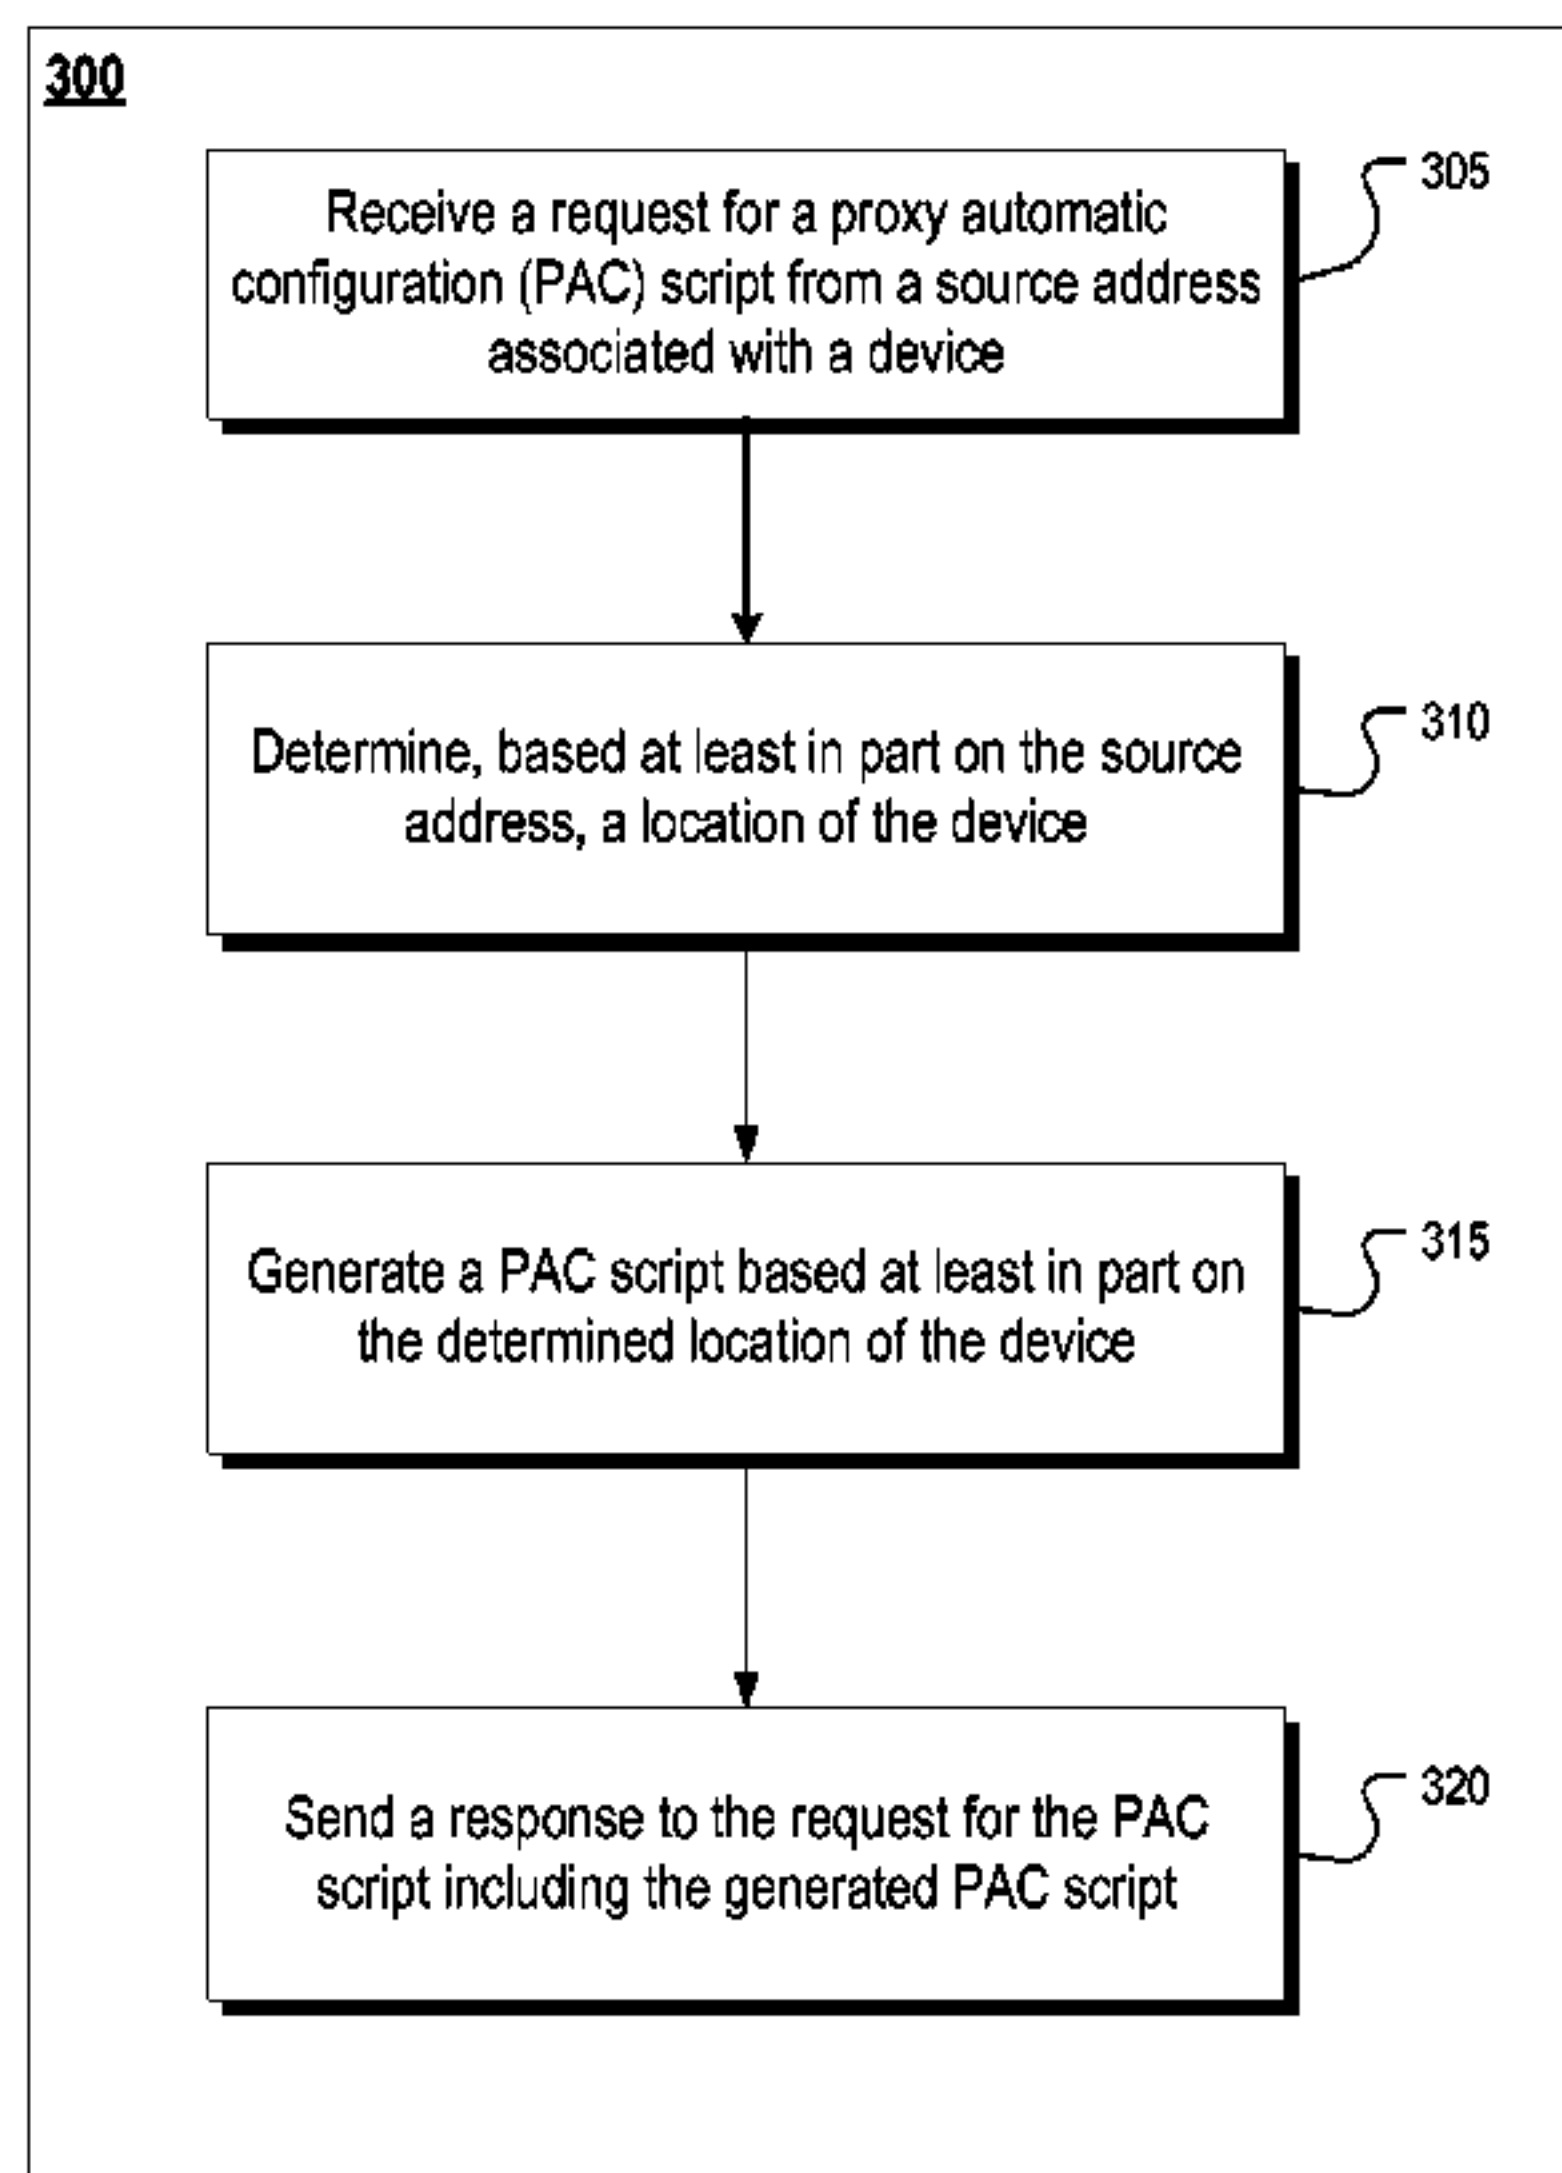 300
Receive a request for a proxy automatic
configuration (PAC) script from a source address
associated with a device
305
Determine, based at least in part on the source
address, a location of the device
310
Generate a PAC script based at least in part on
the determined location of the device
315
Send a response to the request for the PAC
script including the generated PAC script
320